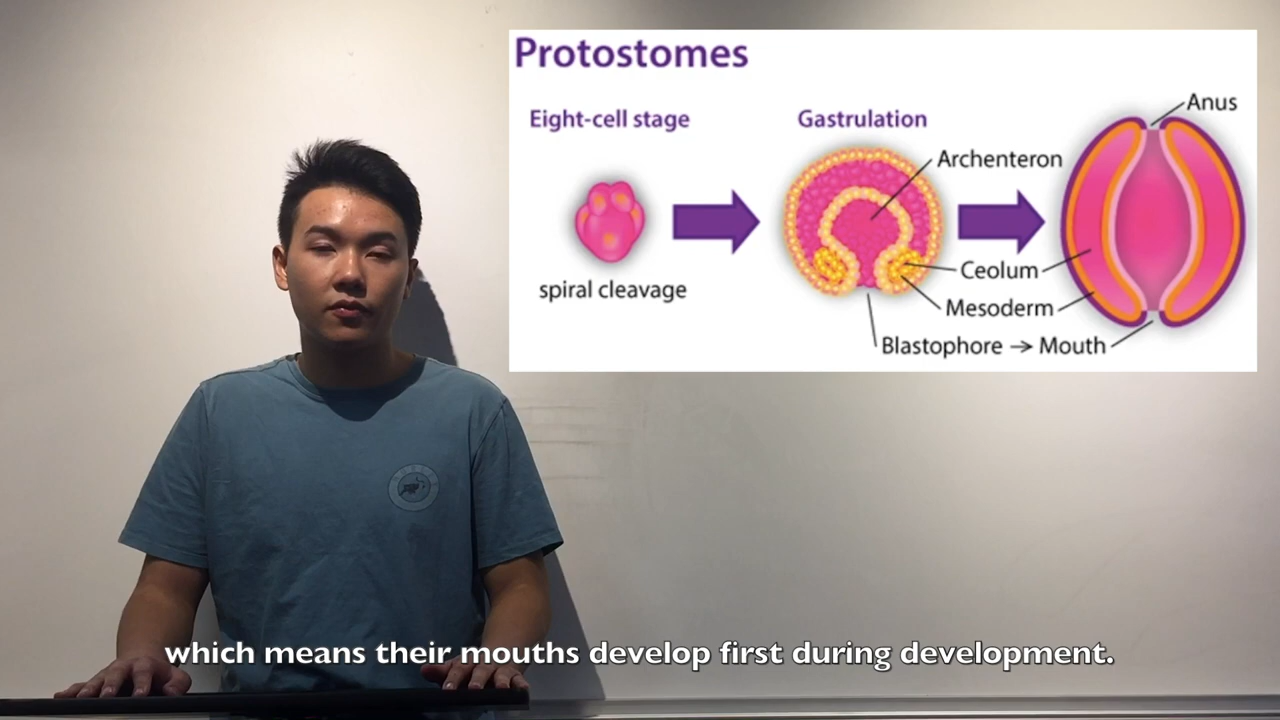 Protostomes
Eight-cell stage
Gastrulation
Anus
Archenteron
spiral cleavage
Ceolum
Mesoderm
Blastophore → Mouth
which means their mouths develop first during development.